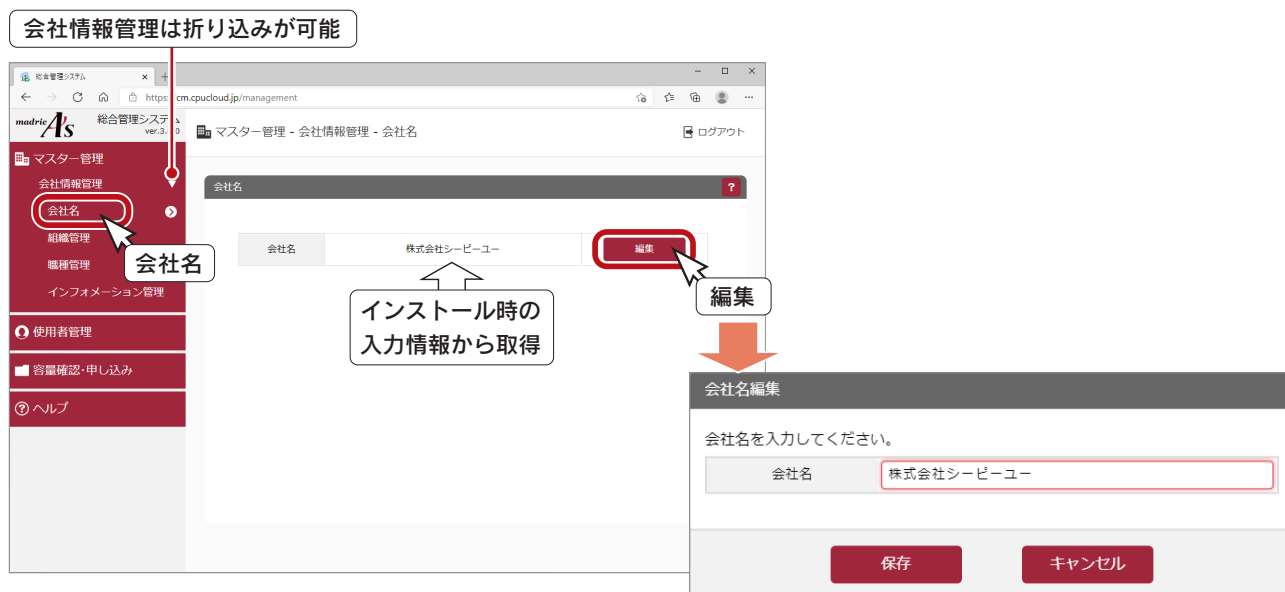 会社情報管理は折り込みが可能
総合管理システム
cm.cpucloud.jp/management
madric A's
総合管理システム
マスター管理 - 会社情報管理 - 会社名
ログアウト
マスター管理
会社情報管理
会社名
組織管理
職種管理
インフォメーション管理
使用者管理
容量確認・申し込み
ヘルプ
会社名
会社名
?
会社名
株式会社シーピーユー
編集
インストール時の
入力情報から取得
編集
会社名編集
会社名を入力してください。
会社名
株式会社シーピーユー
保存
キャンセル